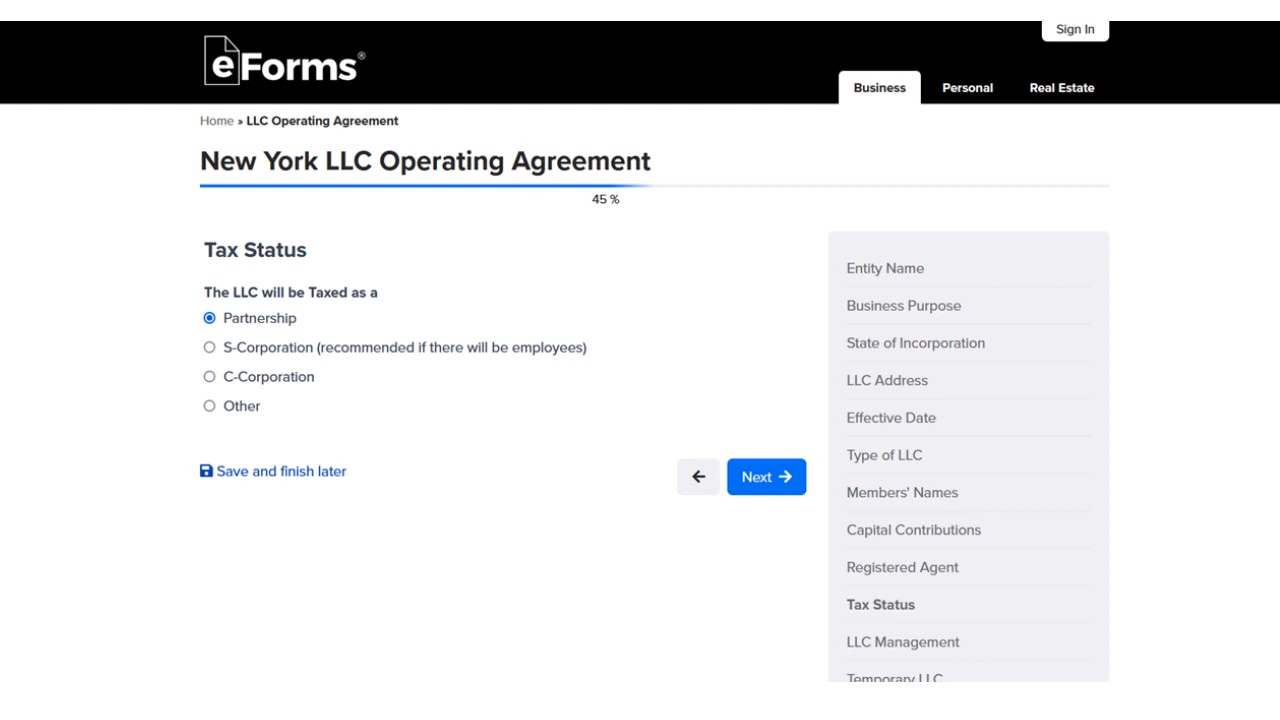 Sign In
eForms®
Business Personal Real Estate
Home » LLC Operating Agreement
New York LLC Operating Agreement
45 %
Tax Status
The LLC will be Taxed as a
Partnership
S-Corporation (recommended if there will be employees)
C-Corporation
Other
Save and finish later
Next
Entity Name
Business Purpose
State of Incorporation
LLC Address
Effective Date
Type of LLC
Members' Names
Capital Contributions
Registered Agent
Tax Status
LLC Management
Temporary LLC